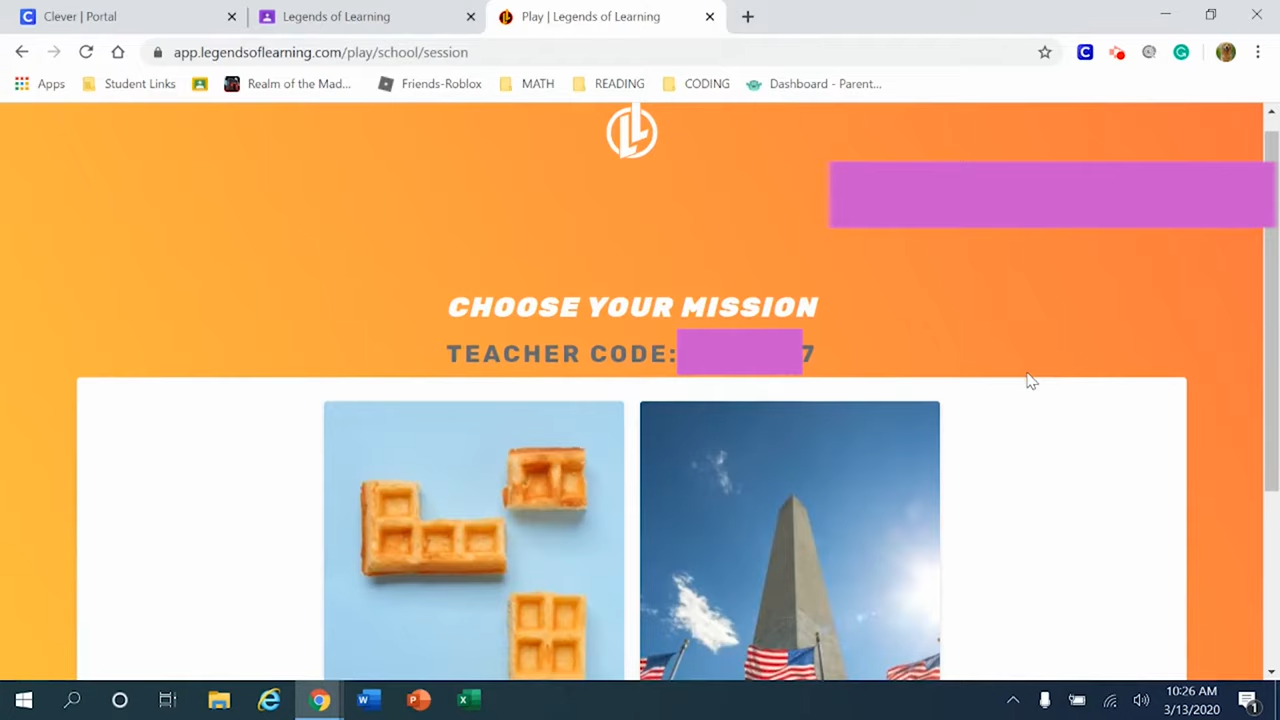 Clever | Portal
Legends of Learning
Play | Legends of Learning
app.legendsoflearning.com/play/school/session
Apps
Student Links
Realm of the Mad...
Friends-Roblox
MATH
READING
CODING
Dashboard - Parent...
CHOOSE YOUR MISSION
TEACHER CODE: 7
10:26 AM
3/13/2020